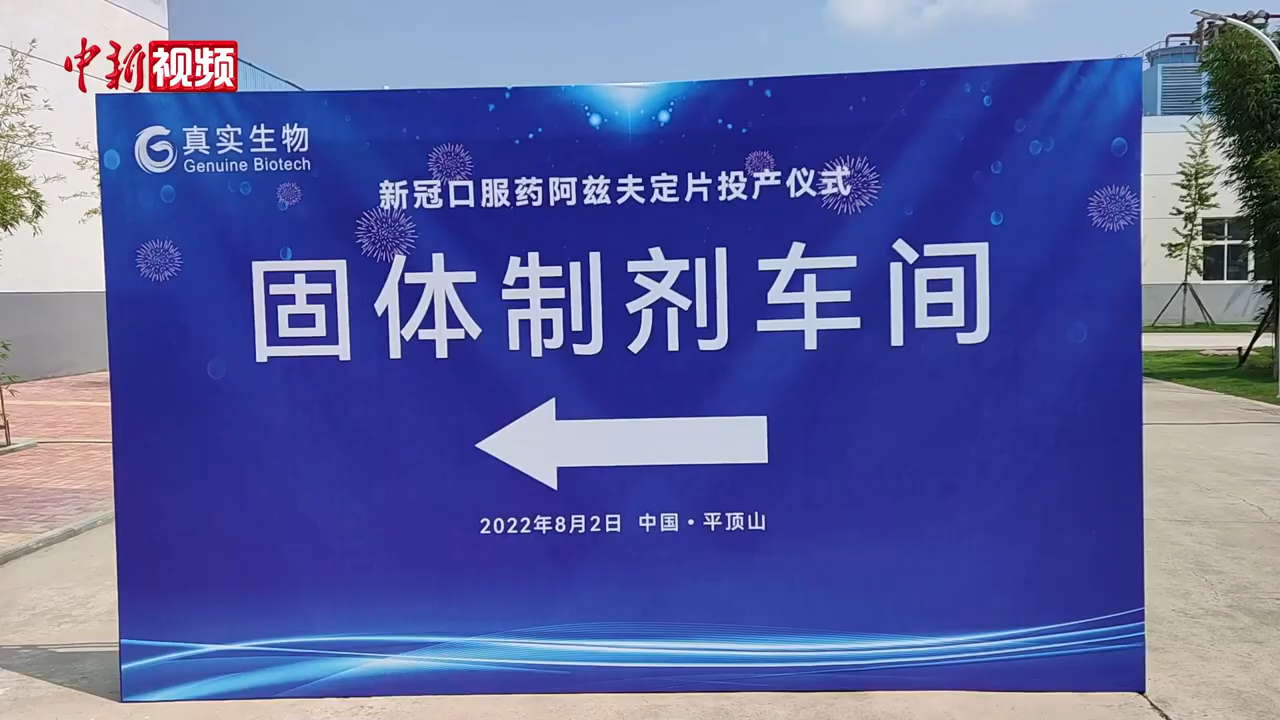 中新视频
真实生物
Genuine Biotech
新冠口服药阿兹夫定片投产仪式
固体制剂车间
2022年8月2日 中国·平顶山